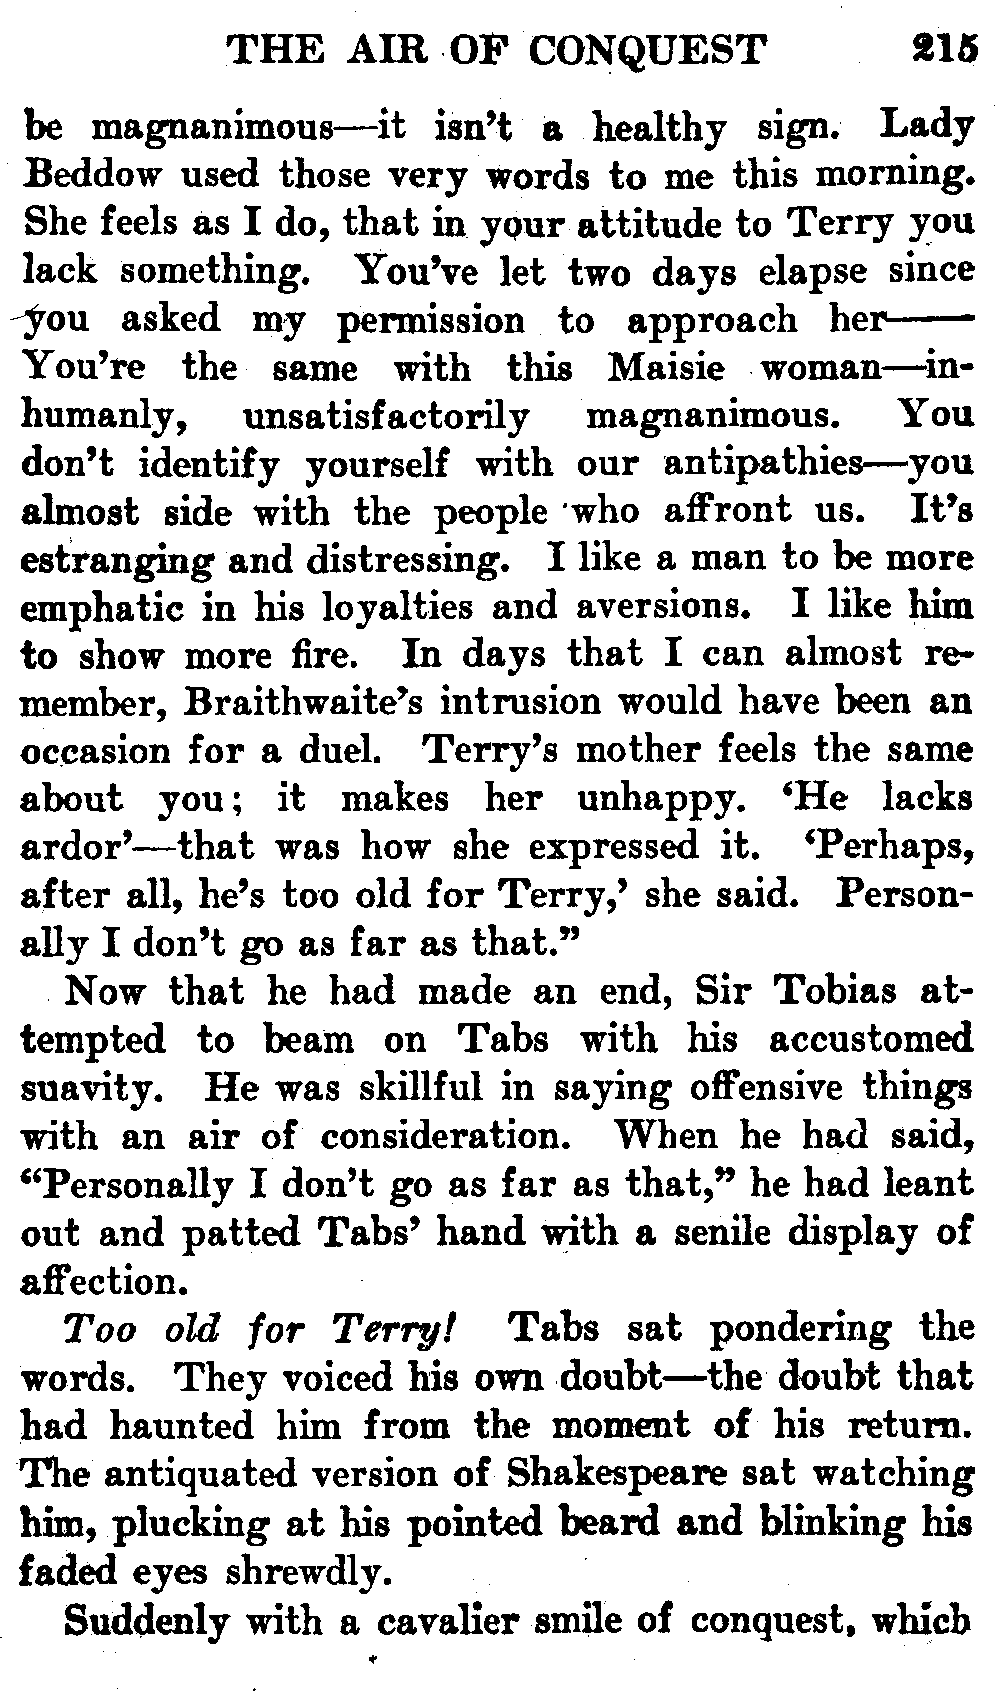 THE AIR OF CONQUEST 215
be magnanimous—it isn't a healthy sign. Lady
Beddow used those very words to me this morning.
She feels as I do, that in your attitude to Terry you
lack something. You've let two days elapse since
you asked my permission to approach her——
You're the same with this Maisie woman—in-
humanly, unsatisfactorily magnanimous. You
don't identify yourself with our antipathies—you
almost side with the people who affront us. It's
estranging and distressing. I like a man to be more
emphatic in his loyalties and aversions. I like him
to show more fire. In days that I can almost re-
member, Braithwaite's intrusion would have been an
occasion for a duel. Terry's mother feels the same
about you; it makes her unhappy. ‘He lacks
ardor’—that was how she expressed it. ‘Perhaps,
after all, he's too old for Terry,’ she said. Person-
ally I don't go as far as that.”
Now that he had made an end, Sir Tobias at-
tempted to beam on Tabs with his accustomed
suavity. He was skillful in saying offensive things
with an air of consideration. When he had said,
“Personally I don't go as far as that,” he had leant
out and patted Tabs' hand with a senile display of
affection.
Too old for Terry! Tabs sat pondering the
words. They voiced his own doubt—the doubt that
had haunted him from the moment of his return.
The antiquated version of Shakespeare sat watching
him, plucking at his pointed beard and blinking his
faded eyes shrewdly.
Suddenly with a cavalier smile of conquest, which